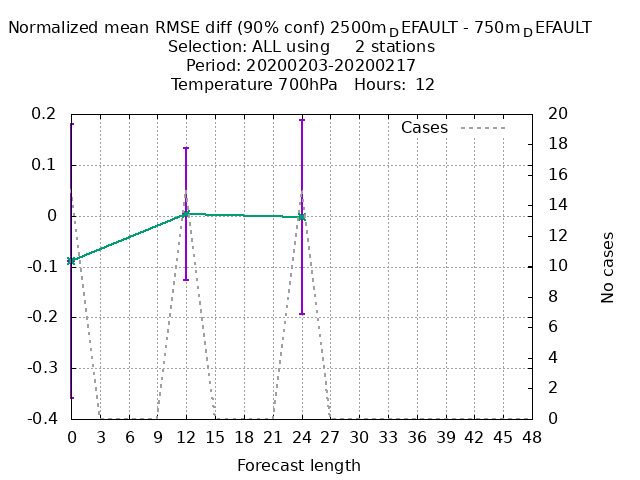 Normalized mean RMSE diff (90% conf) 2500mDEFAULT - 750mDEFAULT
Selection: ALL using 2 stations
Period: 20200203-20200217
Temperature 700hPa Hours: 12
0.2 20
Cases
18
0.1 16
14
0
12
-0.1 10
No cases
8
-0.2
6
-0.3 4
2
-0.4 0
0 3 6 9 12 15 18 21 24 27 30 33 36 39 42 45 48
Forecast length